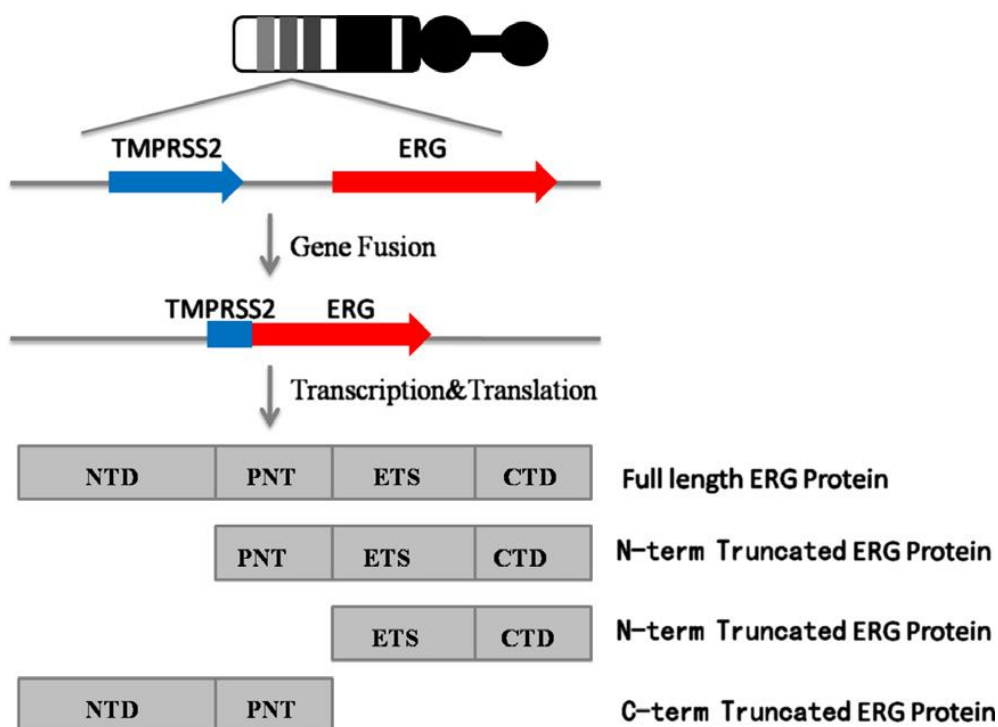 TMPRSS2 ERG
Gene Fusion
TMPRSS2 ERG
Transcription&Translation
NTD PNT ETS CTD Full length ERG Protein
PNT ETS CTD N-term Truncated ERG Protein
ETS CTD N-term Truncated ERG Protein
NTD PNT C-term Truncated ERG Protein